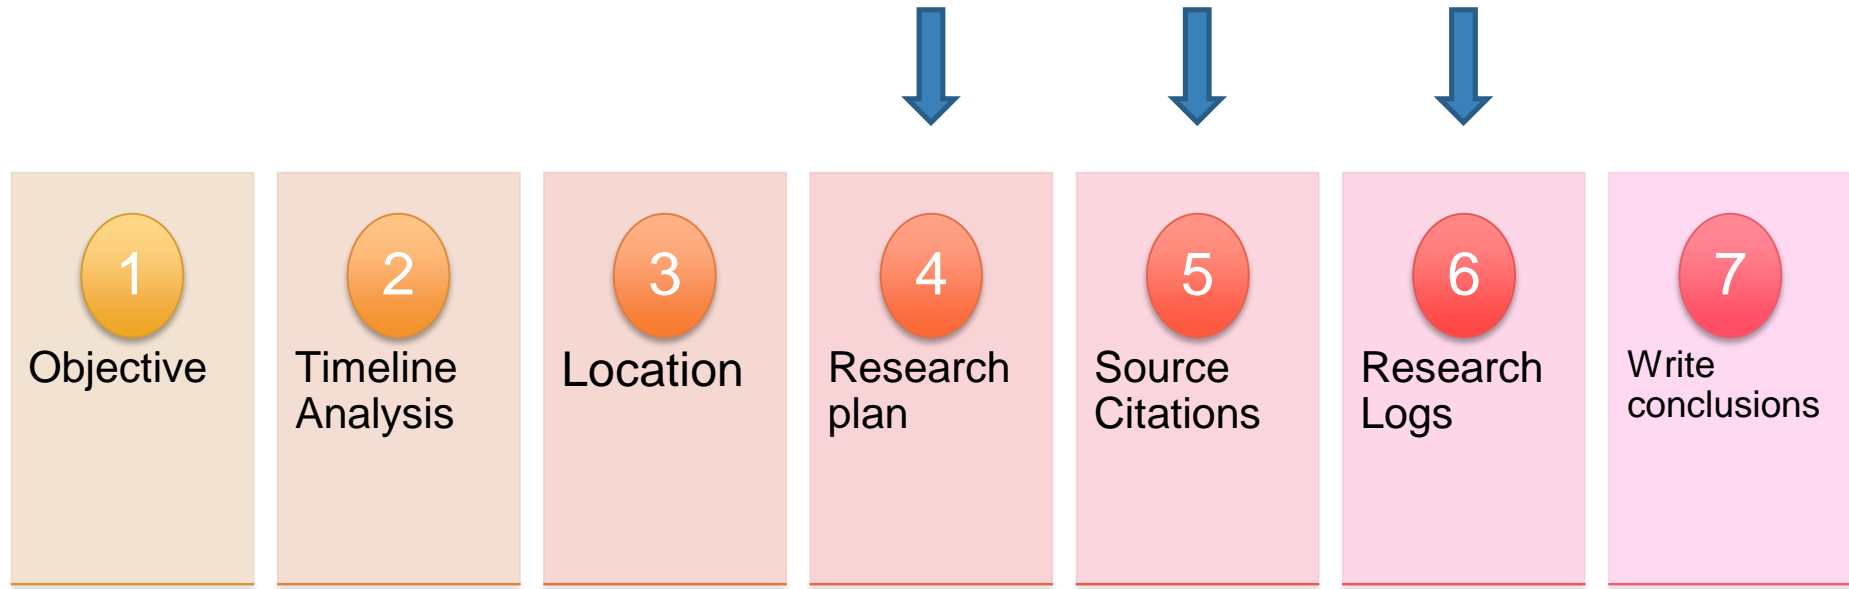 1
Objective
2
Timeline
Analysis
3
Location
4
Research
plan
5
Source
Citations
6
Research
Logs
7
Write
conclusions